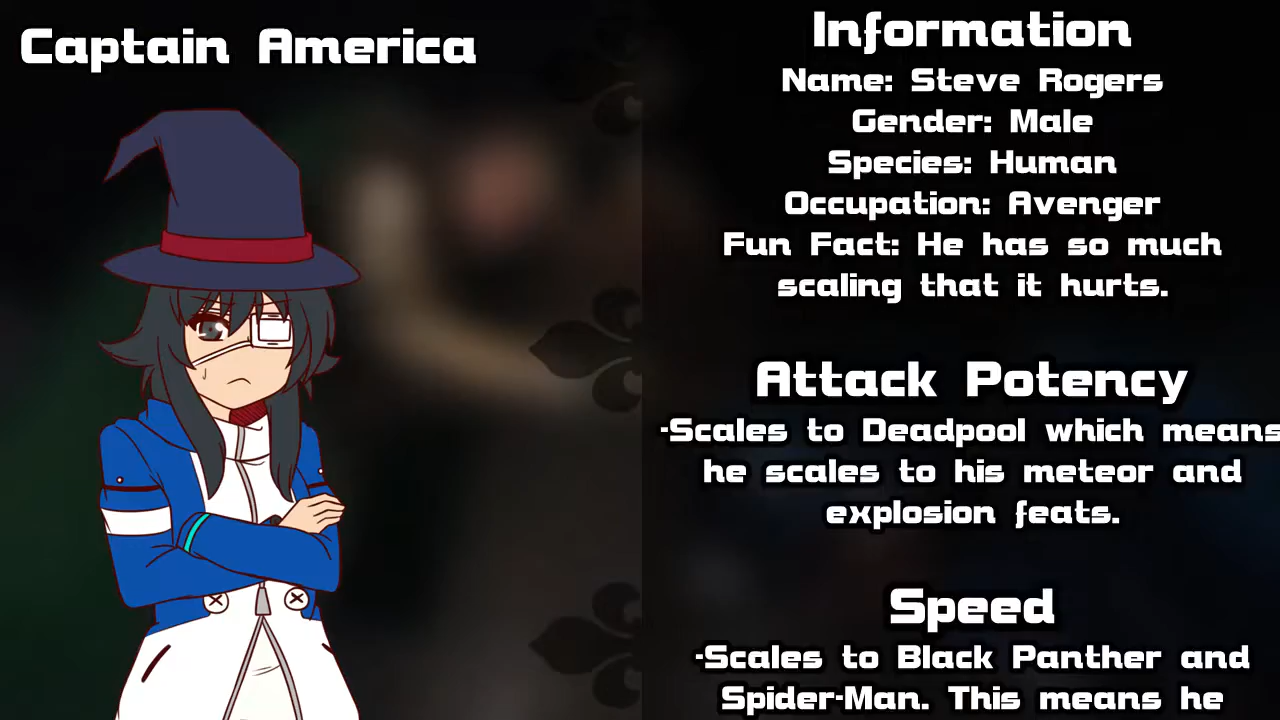 Captain America
Information
Name: Steve Rogers
Gender: Male
Species: Human
Occupation: Avenger
Fun Fact: He has so much
scaling that it hurts.
Attack Potency
-Scales to Deadpool which means
he scales to his meteor and
explosion feats.
Speed
-Scales to Black Panther and
Spider-Man. This means he